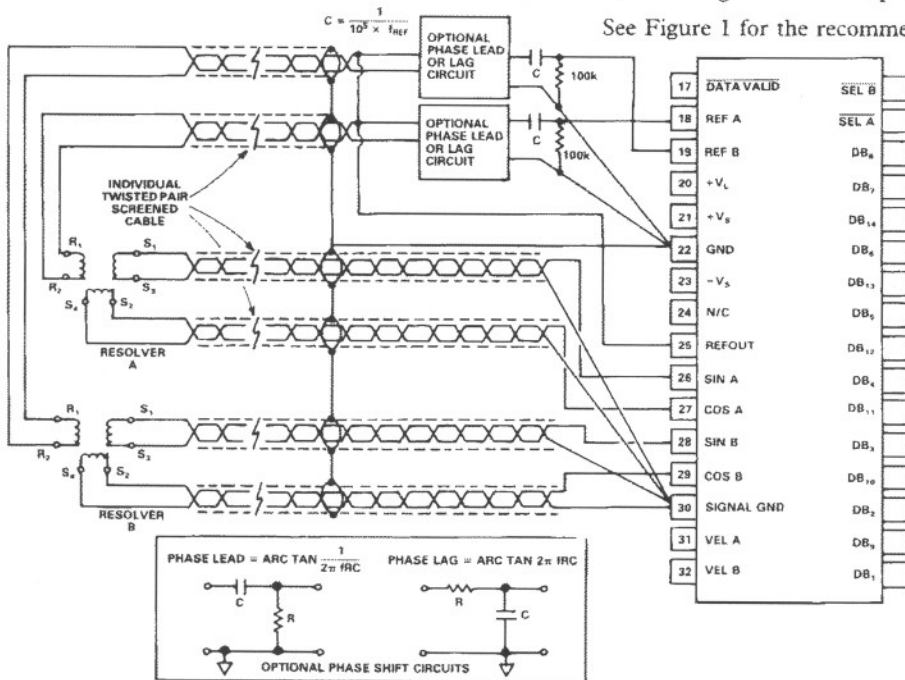 See Figure 1 for the recomme
C = 1 / 10⁵ × fREF
OPTIONAL
PHASE LEAD
OR LAG
CIRCUIT
C
100k
OPTIONAL
PHASE LEAD
OR LAG
CIRCUIT
C
100k
INDIVIDUAL
TWISTED PAIR
SCREENED
CABLE
R₁
R₂
S₁
S₃
S₄
S₂
RESOLVER
A
R₁
R₂
S₁
S₃
S₄
S₂
RESOLVER
B
17 DATA VALID
18 REF A
19 REF B
20 +VL
21 +VS
22 GND
23 −VS
24 N/C
25 REFOUT
26 SIN A
27 COS A
28 SIN B
29 COS B
30 SIGNAL GND
31 VEL A
32 VEL B
SEL B
SEL A
DB₈
DB₇
DB₁₄
DB₆
DB₁₃
DB₅
DB₁₂
DB₄
DB₁₁
DB₃
DB₁₀
DB₂
DB₉
DB₁
PHASE LEAD = ARC TAN 1 / 2π fRC
PHASE LAG = ARC TAN 2π fRC
C
R
R
C
OPTIONAL PHASE SHIFT CIRCUITS